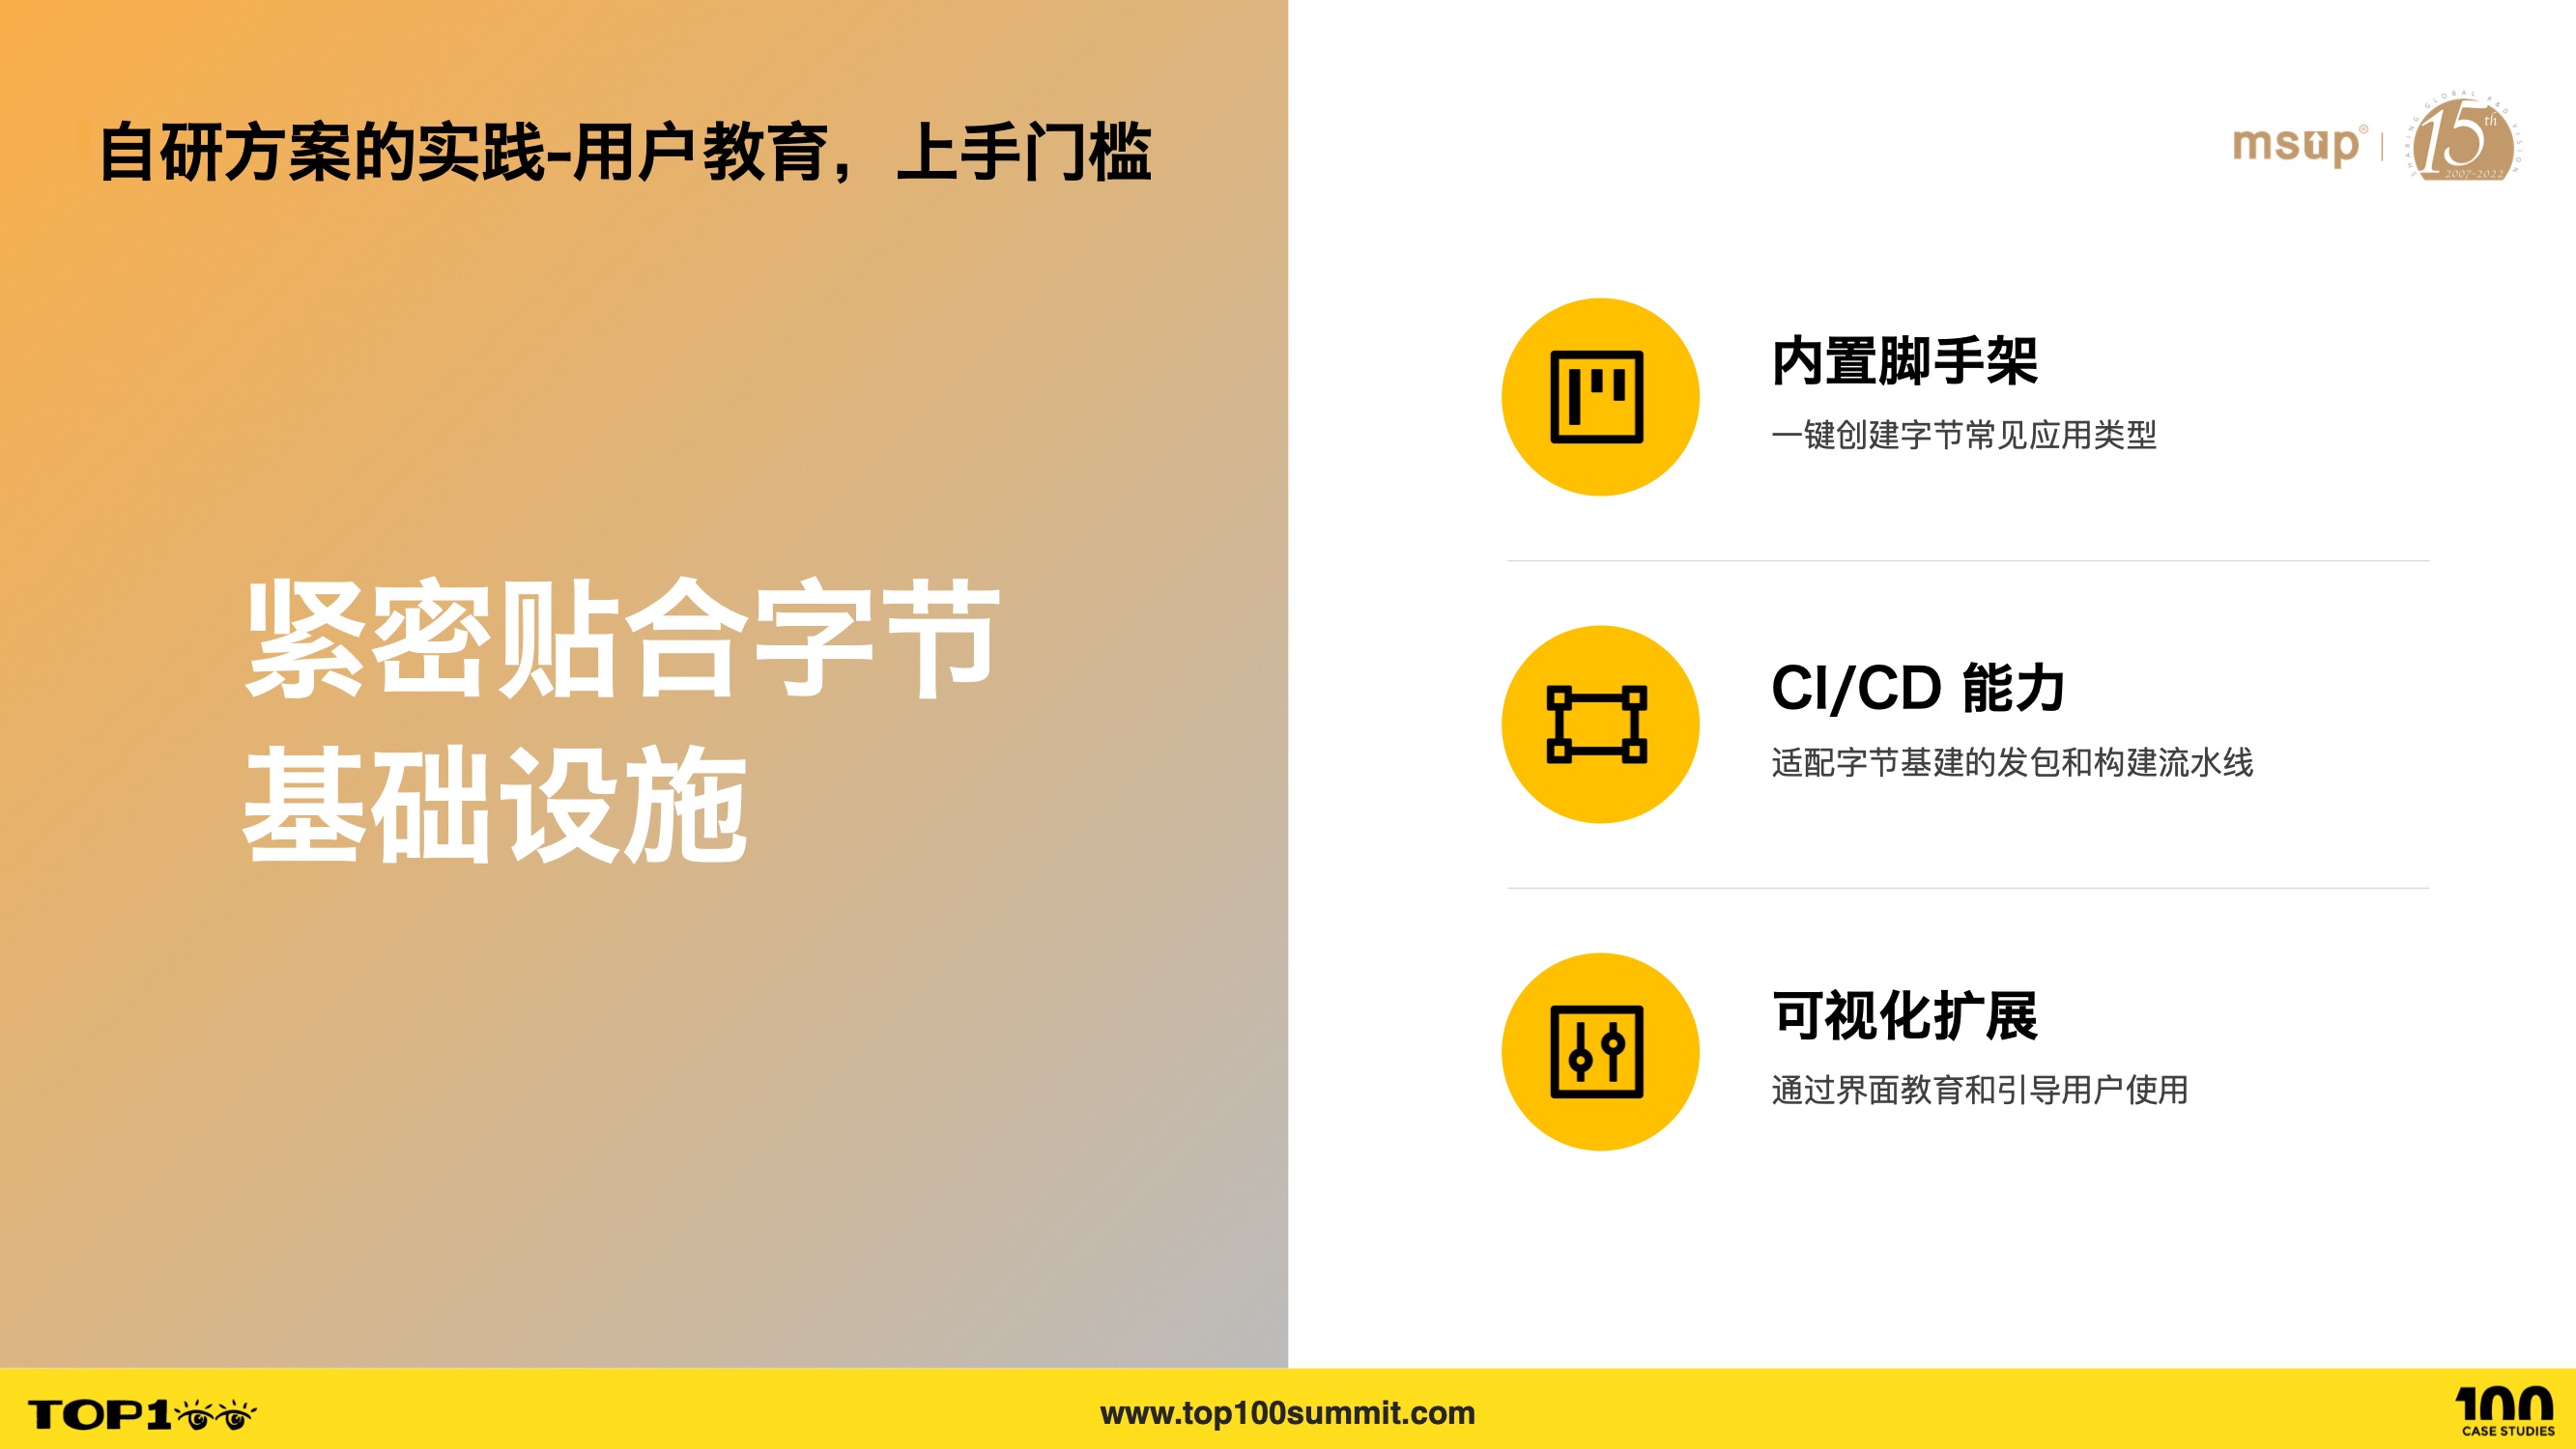 自研方案的实践-用户教育，上手门槛
msup®
SHARING GLOBAL R&D VISION
15th
2007-2022
紧密贴合字节
基础设施
内置脚手架
一键创建字节常见应用类型
CI/CD 能力
适配字节基建的发包和构建流水线
可视化扩展
通过界面教育和引导用户使用
TOP100
www.top100summit.com
100
CASE STUDIES